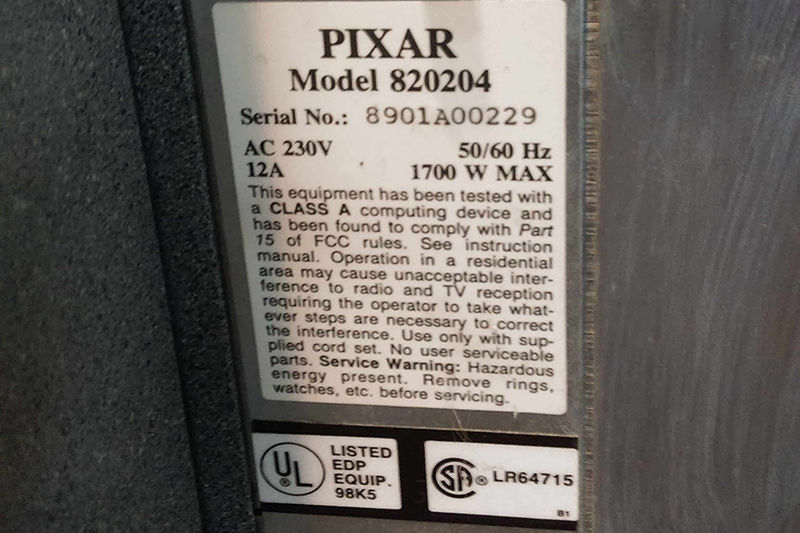 PIXAR
Model 820204
Serial No.: 8901A00229
AC 230V 50/60 Hz
12A 1700 W MAX
This equipment has been tested with
a CLASS A computing device and
has been found to comply with Part
15 of FCC rules. See instruction
manual. Operation in a residential
area may cause unacceptable inter-
ference to radio and TV reception
requiring the operator to take what-
ever steps are necessary to correct
the interference. Use only with sup-
plied cord set. No user serviceable
parts. Service Warning: Hazardous
energy present. Remove rings,
watches, etc. before servicing.
UL ®
LISTED
EDP
EQUIP.
98K5
SA ® LR64715
B1